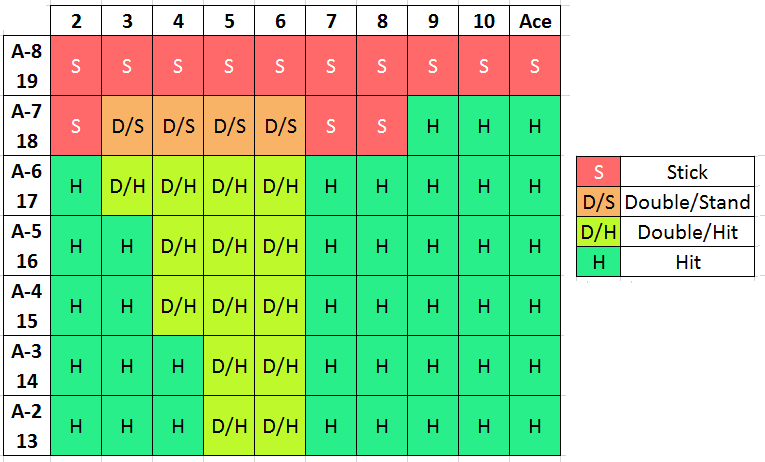 2 3 4 5 6 7 8 9 10 Ace
A-8
19
S S S S S S S S S S
A-7
18
S D/S D/S D/S D/S S S H H H
A-6
17
H D/H D/H D/H D/H H H H H H
A-5
16
H H D/H D/H D/H H H H H H
A-4
15
H H D/H D/H D/H H H H H H
A-3
14
H H H D/H D/H H H H H H
A-2
13
H H H D/H D/H H H H H H
S Stick
D/S Double/Stand
D/H Double/Hit
H Hit